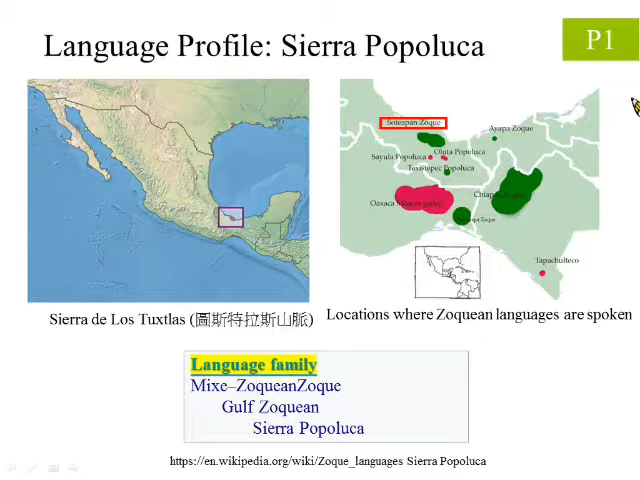 Language Profile: Sierra Popoluca
P1
Soteapan Zoque
Ayapa Zoque
Sayula Popoluca
Oluta Popoluca
Texistepec Popoluca
Tapachulteco
Sierra de Los Tuxtlas (圖斯特拉斯山脈)
Locations where Zoquean languages are spoken
Language family
Mixe–ZoqueanZoque
Gulf Zoquean
Sierra Popoluca
https://en.wikipedia.org/wiki/Zoque_languages Sierra Popoluca